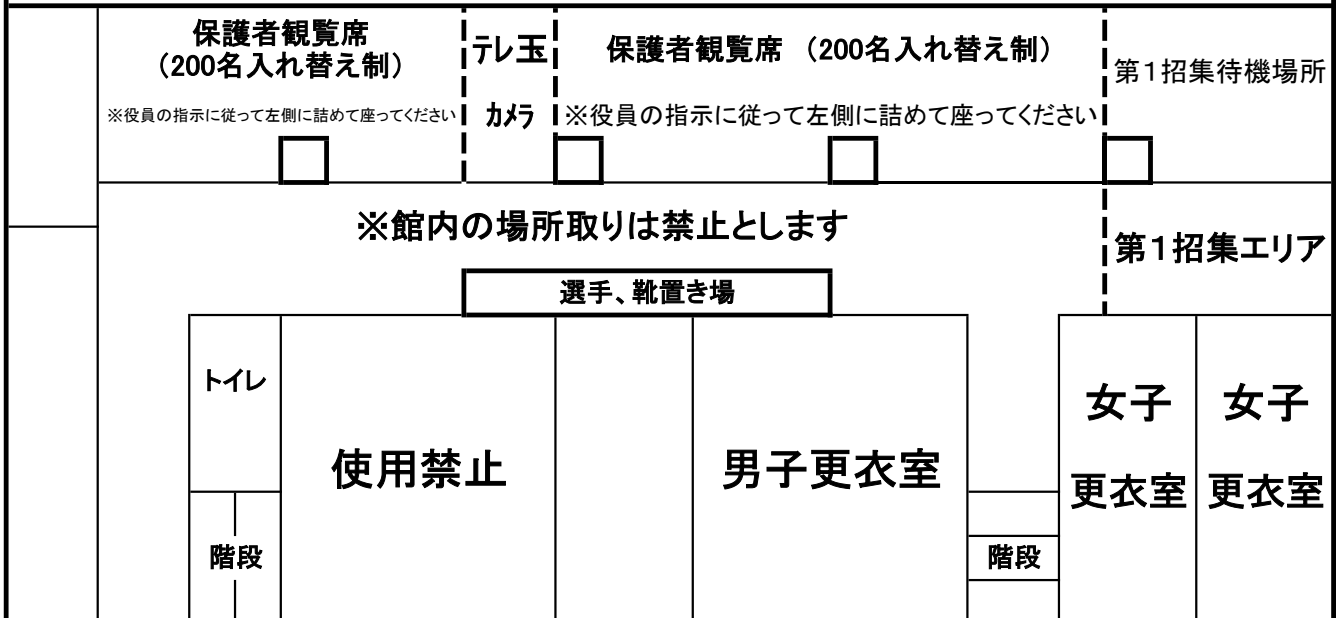 保護者観覧席
（200名入れ替え制）
※役員の指示に従って左側に詰めて座ってください
テレ玉
カメラ
保護者観覧席 （200名入れ替え制）
※役員の指示に従って左側に詰めて座ってください
第1招集待機場所
※館内の場所取りは禁止とします
第1招集エリア
選手、靴置き場
トイレ
使用禁止
男子更衣室
女子
更衣室
女子
更衣室
階段
階段